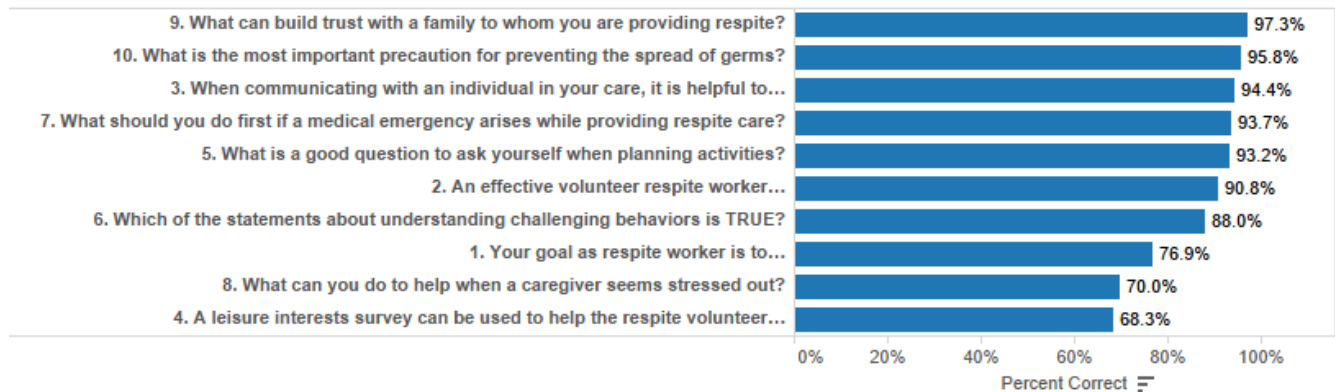 9. What can build trust with a family to whom you are providing respite? 97.3%
10. What is the most important precaution for preventing the spread of germs? 95.8%
3. When communicating with an individual in your care, it is helpful to… 94.4%
7. What should you do first if a medical emergency arises while providing respite care? 93.7%
5. What is a good question to ask yourself when planning activities? 93.2%
2. An effective volunteer respite worker… 90.8%
6. Which of the statements about understanding challenging behaviors is TRUE? 88.0%
1. Your goal as respite worker is to… 76.9%
8. What can you do to help when a caregiver seems stressed out? 70.0%
4. A leisure interests survey can be used to help the respite volunteer… 68.3%
0% 20% 40% 60% 80% 100%
Percent Correct